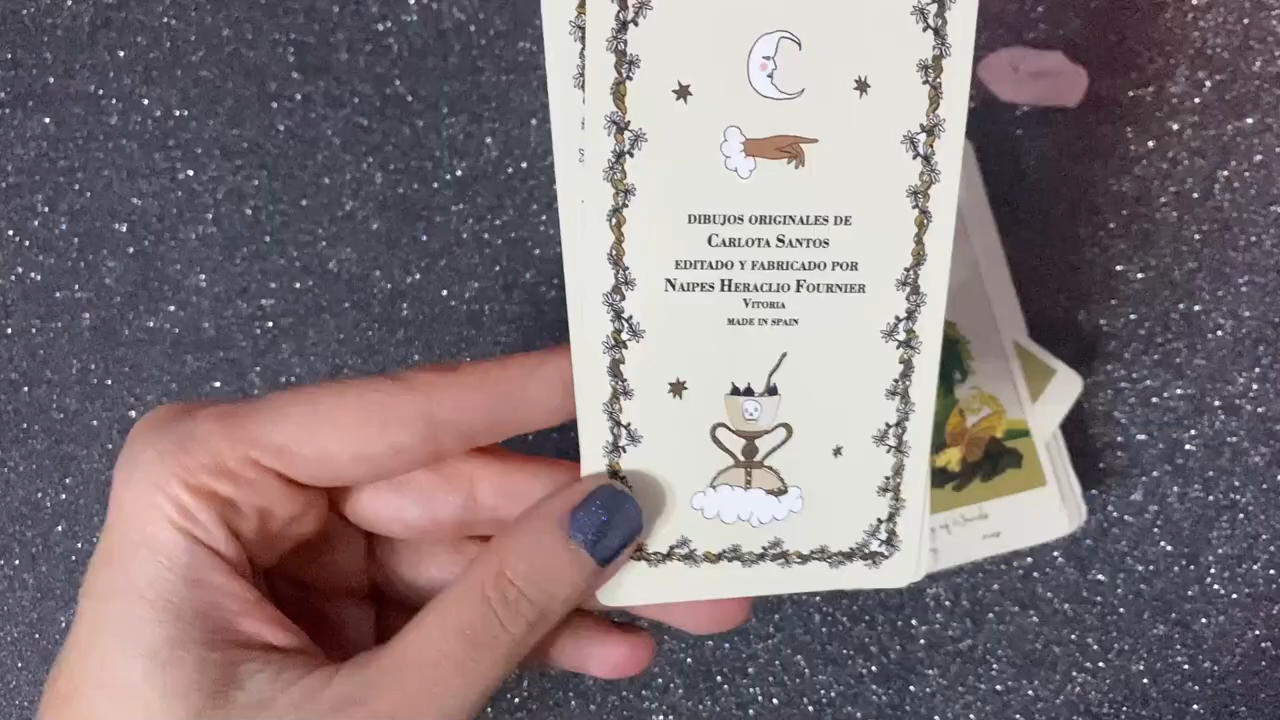 DIBUJOS ORIGINALES DE
CARLOTA SANTOS
EDITADO Y FABRICADO POR
NAIPES HERACLIO FOURNIER
VITORIA
MADE IN SPAIN